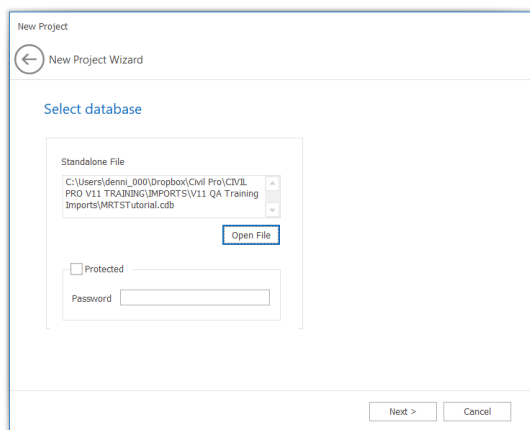 New Project
New Project Wizard
Select database
Standalone File
C:\Users\denni_000\Dropbox\Civil Pro\CIVIL
PRO V11 TRAINING\IMPORTS\V11 QA Training
Imports\MRTSTutorial.cdb
Open File
Protected
Password
Next >
Cancel